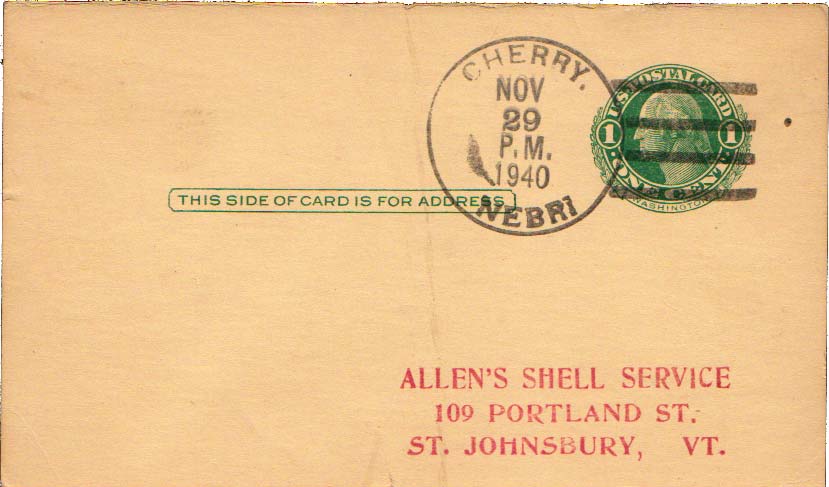 CHERRY.
NOV
29
P.M.
1940
NEBR
U.S. POSTAL CARD
1 1
·ONE CENT·
WASHINGTON
THIS SIDE OF CARD IS FOR ADDRESS
ALLEN'S SHELL SERVICE
109 PORTLAND ST.
ST. JOHNSBURY, VT.